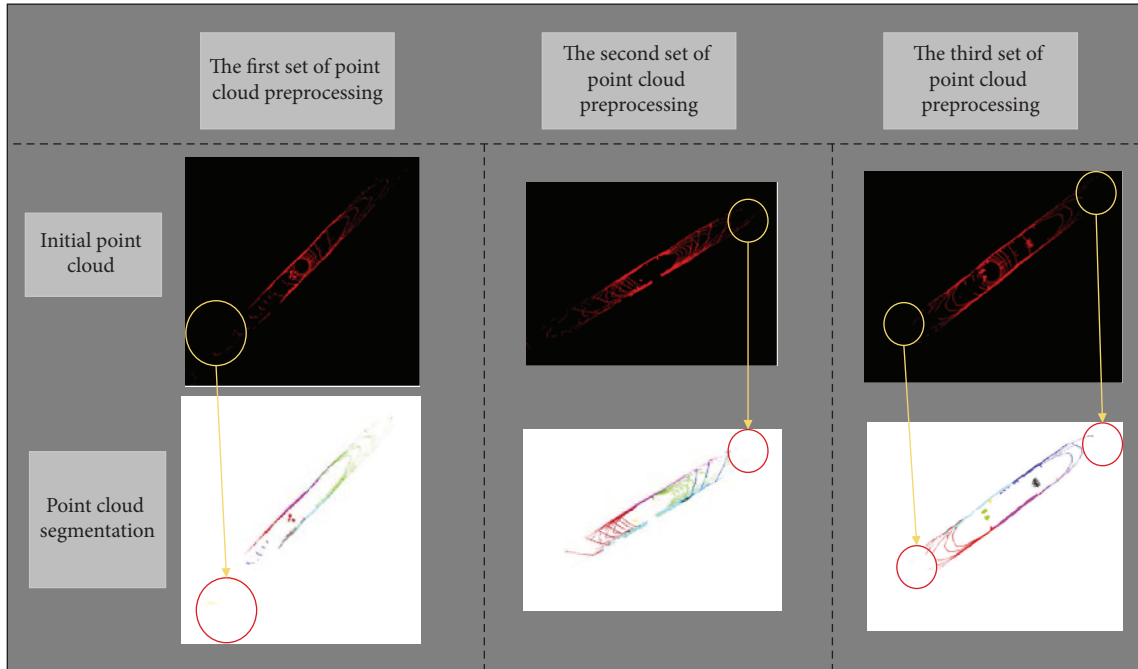 The first set of point
cloud preprocessing
The second set of
point cloud
preprocessing
The third set of
point cloud
preprocessing
Initial point
cloud
Point cloud
segmentation